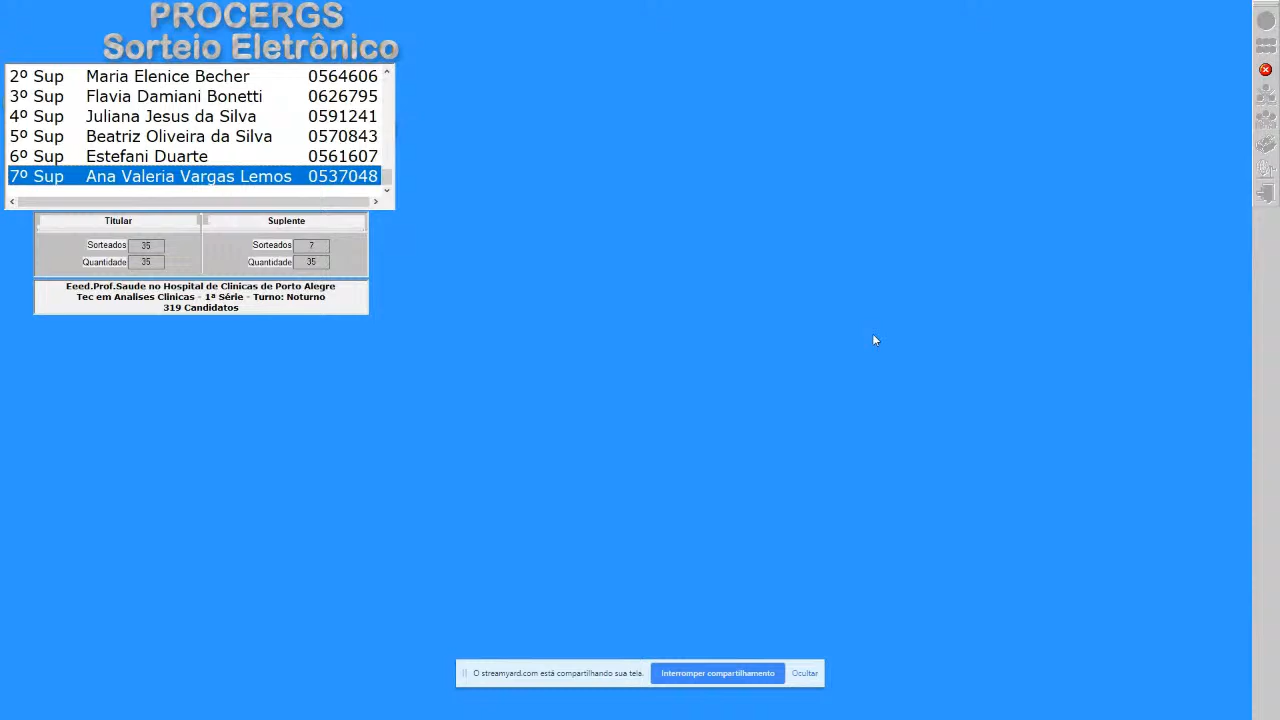 PROCERGS
Sorteio Eletrônico
2º Sup Maria Elenice Becher 0564606
3º Sup Flavia Damiani Bonetti 0626795
4º Sup Juliana Jesus da Silva 0591241
5º Sup Beatriz Oliveira da Silva 0570843
6º Sup Estefani Duarte 0561607
7º Sup Ana Valeria Vargas Lemos 0537048
Titular Suplente
Sorteados 35 Sorteados 7
Quantidade 35 Quantidade 35
Eeed.Prof.Saude no Hospital de Clinicas de Porto Alegre
Tec em Analises Clinicas - 1ª Série - Turno: Noturno
319 Candidatos
O streamyard.com está compartilhando sua tela. Interromper compartilhamento Ocultar